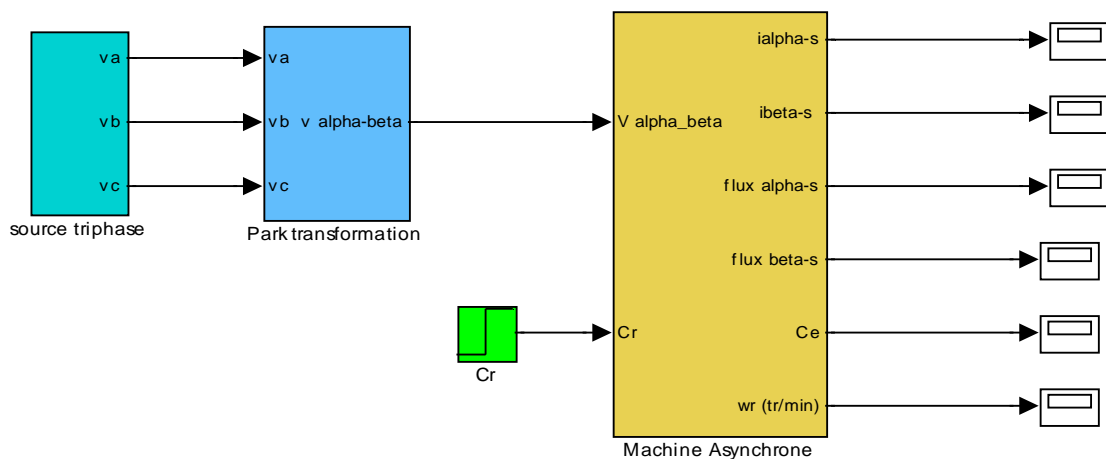 va
vb
vc
source triphase
va
vb v alpha-beta
vc
Park transformation
Cr
V alpha_beta
Cr
ialpha-s
ibeta-s
flux alpha-s
flux beta-s
Ce
wr (tr/min)
Machine Asynchrone